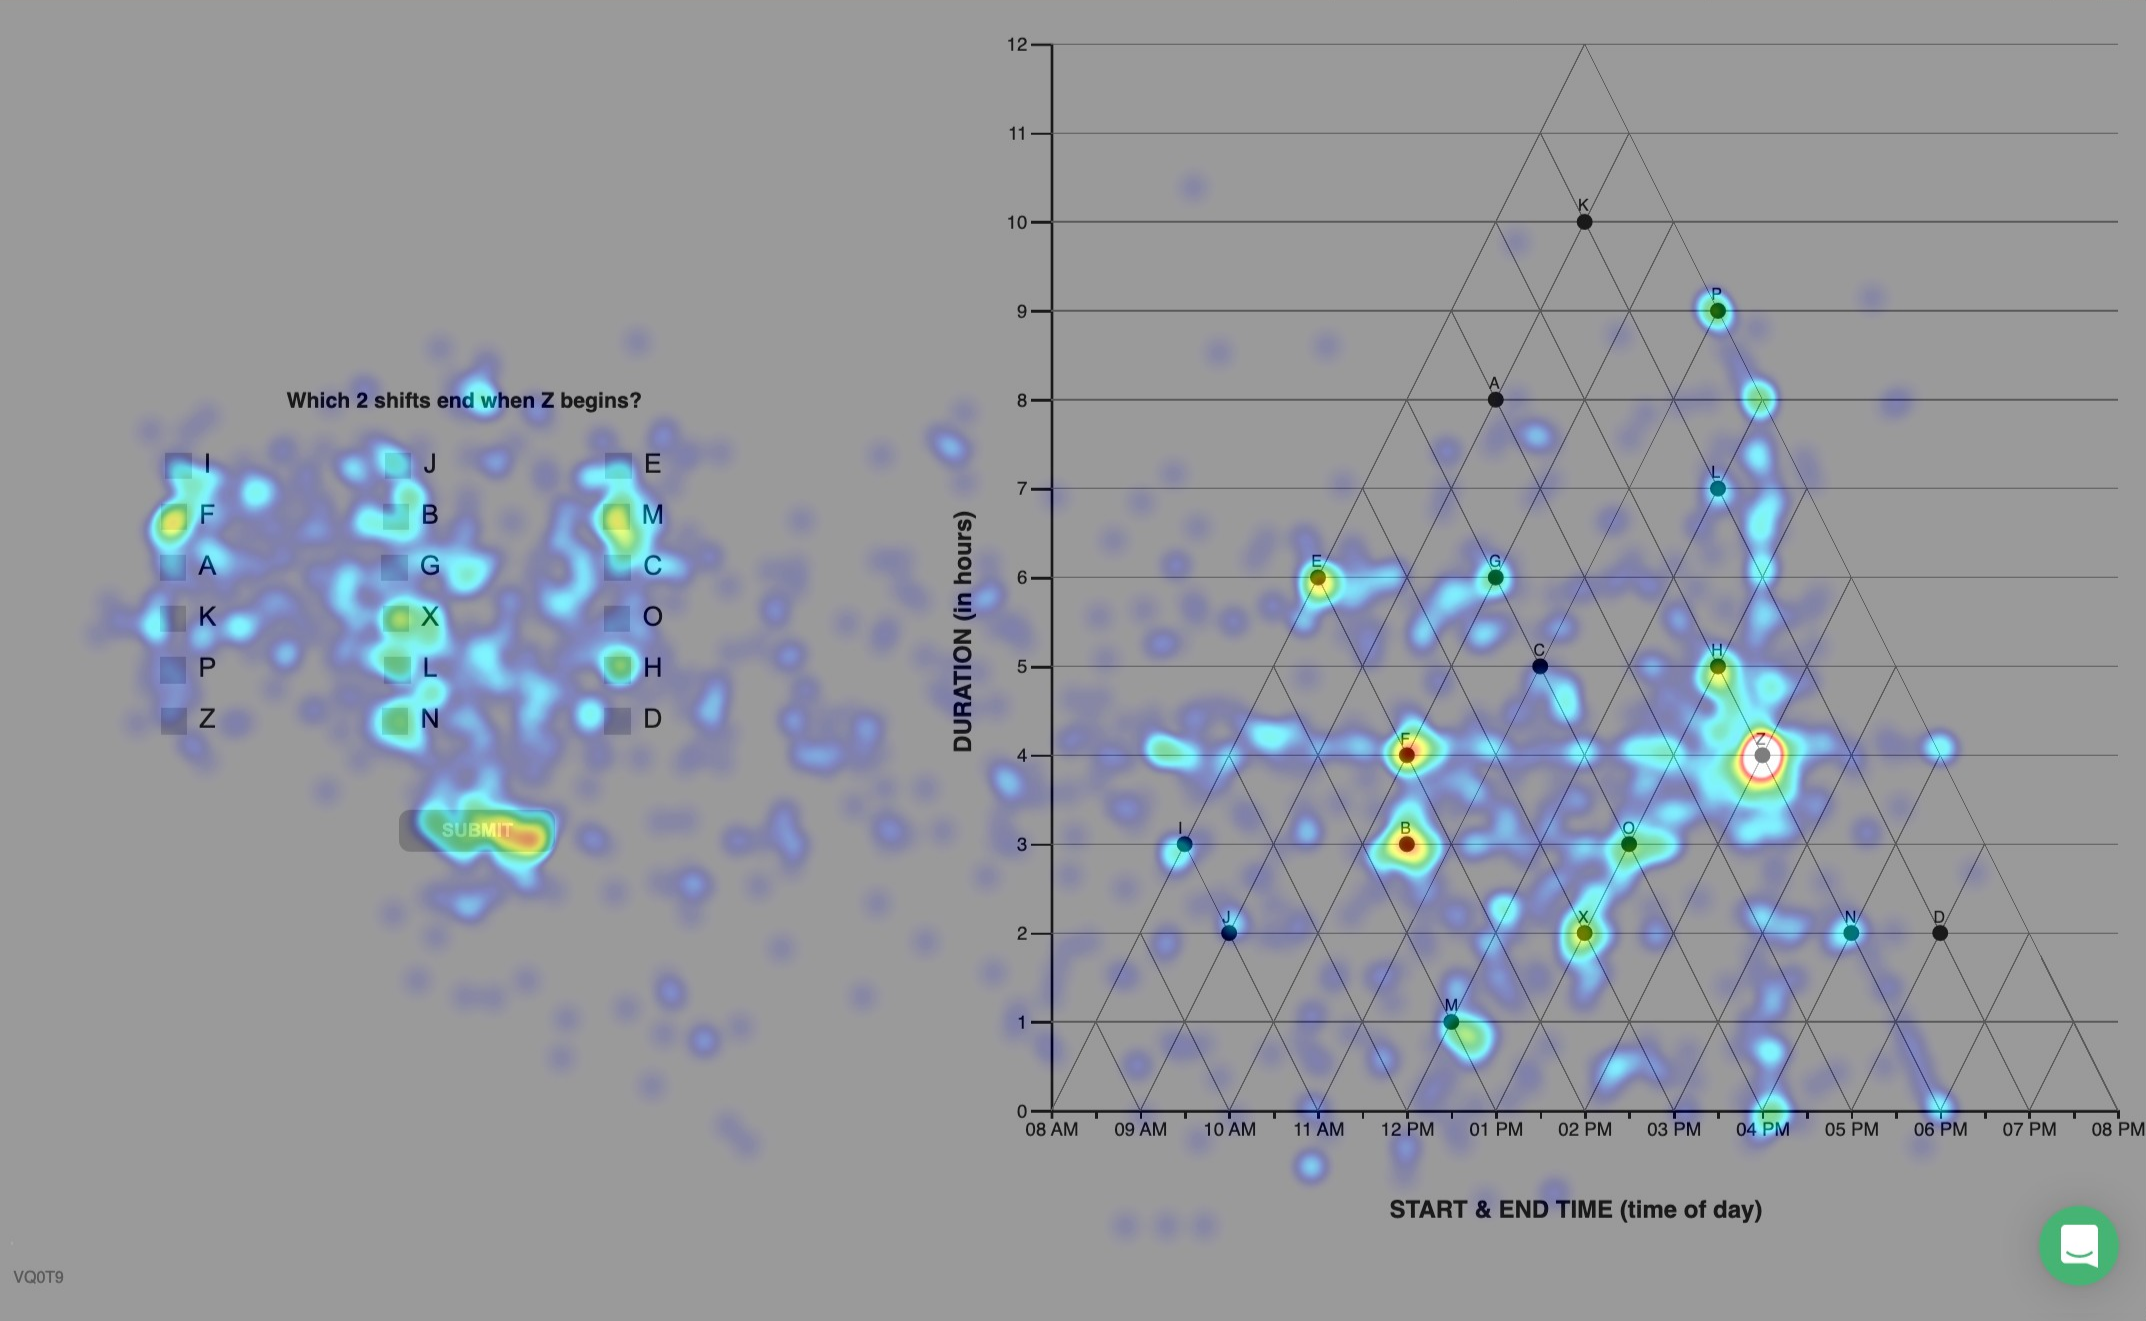 Which 2 shifts end when Z begins?
I J E
F B M
A G C
K X O
P L H
Z N D
SUBMIT
VQ0T9
DURATION (in hours)
12
11
10
9
8
7
6
5
4
3
2
1
0
K
P
A
L
E G
C H
F Z
I B O
J X N D
M
08 AM 09 AM 10 AM 11 AM 12 PM 01 PM 02 PM 03 PM 04 PM 05 PM 06 PM 07 PM 08 PM
START & END TIME (time of day)